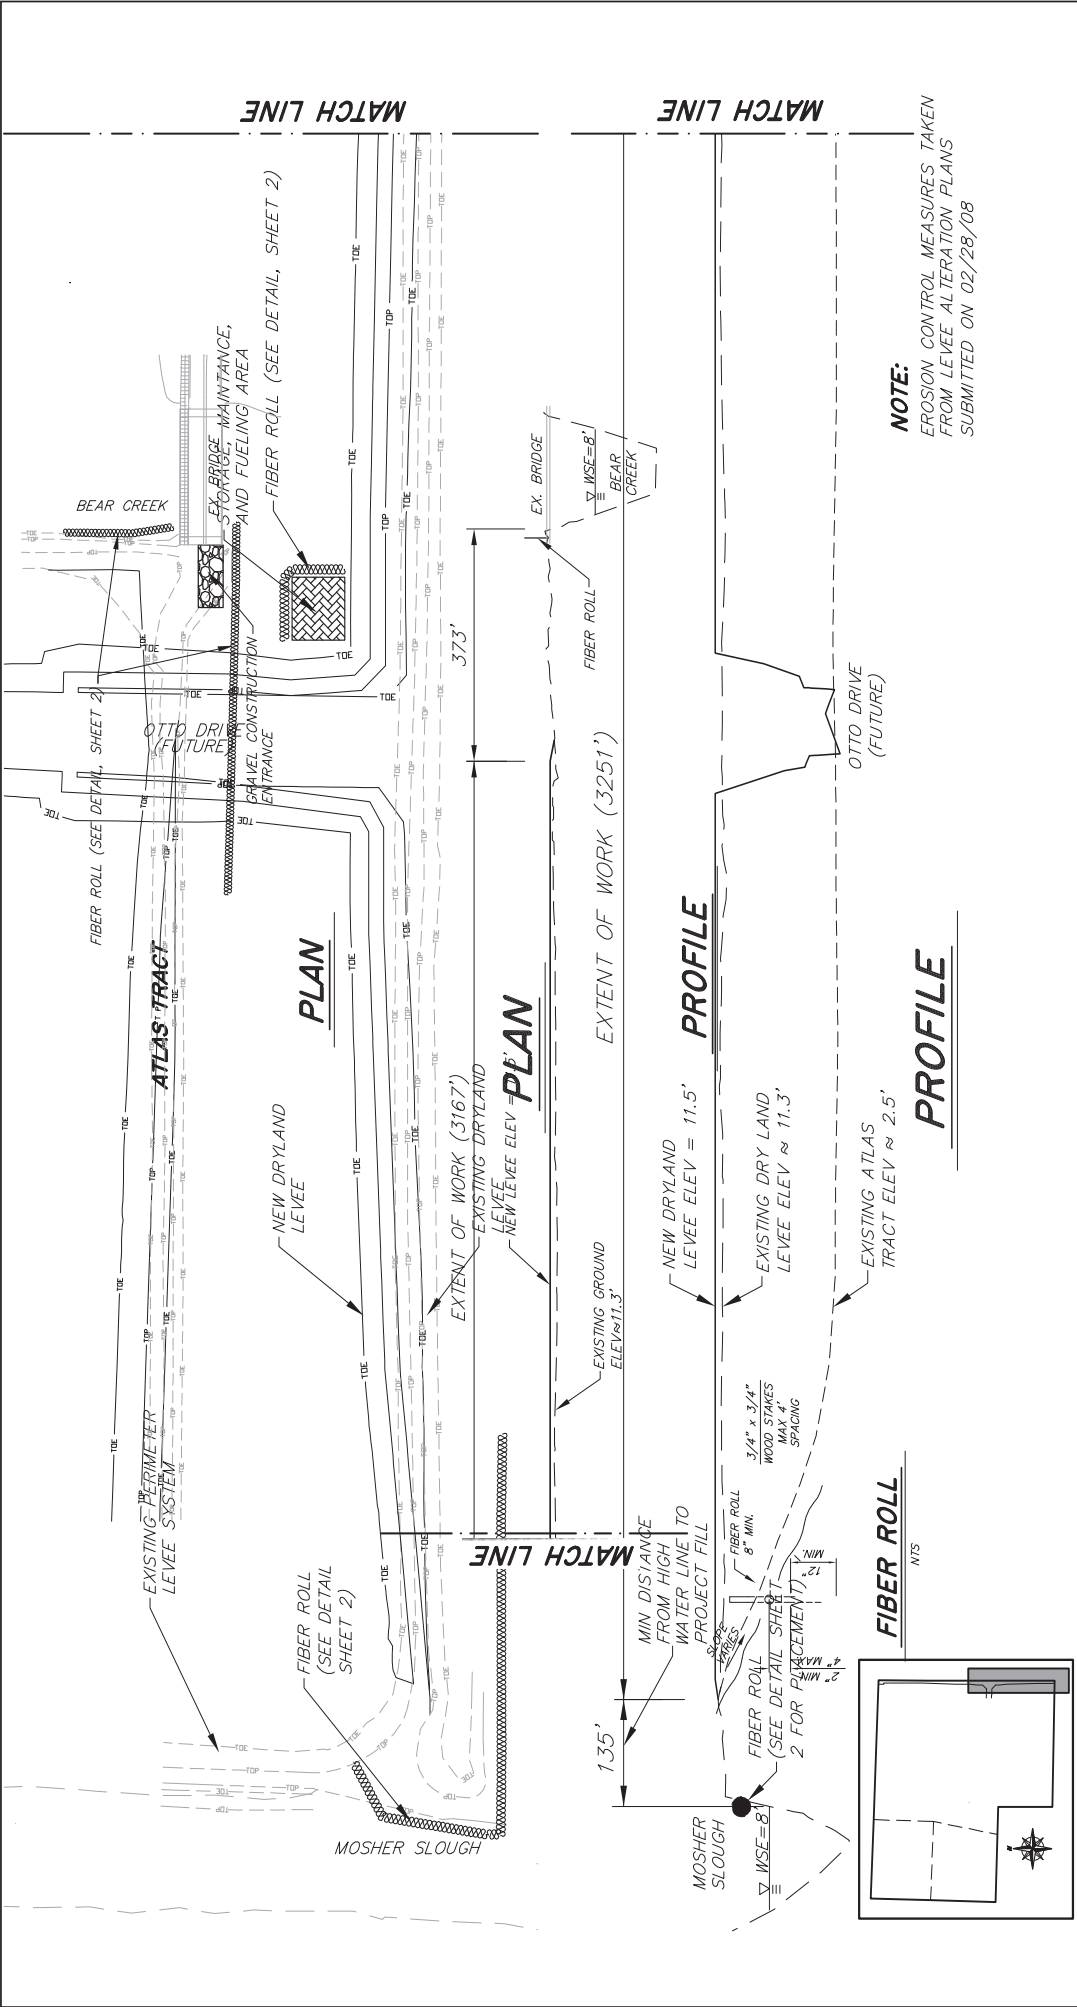 MATCH LINE
MATCH LINE
BEAR CREEK
EX. BRIDGE
STORAGE, MAINTANCE,
AND FUELING AREA
FIBER ROLL (SEE DETAIL, SHEET 2)
FIBER ROLL (SEE DETAIL, SHEET 2)
OTTO DRIVE
(FUTURE)
GRAVEL CONSTRUCTION
ENTRANCE
ATLAS TRACT
PLAN
NEW DRYLAND
LEVEE
EXISTING DRYLAND
LEVEE
EXISTING PERIMETER
LEVEE SYSTEM
FIBER ROLL
(SEE DETAIL
SHEET 2)
MOSHER SLOUGH
TOE
TOP
MATCH LINE
EX. BRIDGE
WSE=8'
BEAR
CREEK
FIBER ROLL
373'
EXTENT OF WORK (3167')
PLAN
EXISTING GROUND
ELEV≈11.3'
EXTENT OF WORK (3251')
PROFILE
NEW DRYLAND
LEVEE ELEV = 11.5'
EXISTING DRY LAND
LEVEE ELEV ≈ 11.3'
EXISTING ATLAS
TRACT ELEV ≈ 2.5'
OTTO DRIVE
(FUTURE)
PROFILE
135'
MIN DISTANCE
FROM HIGH
WATER LINE TO
PROJECT FILL
FIBER ROLL
(SEE DETAIL SHEET
2 FOR PLACEMENT)
MOSHER
SLOUGH
WSE=8'
SLOPE
VARIES
FIBER ROLL
8" MIN.
3/4" x 3/4"
WOOD STAKES
MAX 4'
SPACING
12"
MIN.
2" MIN
4" MAX
FIBER ROLL
NTS
NOTE:
EROSION CONTROL MEASURES TAKEN
FROM LEVEE ALTERATION PLANS
SUBMITTED ON 02/28/08